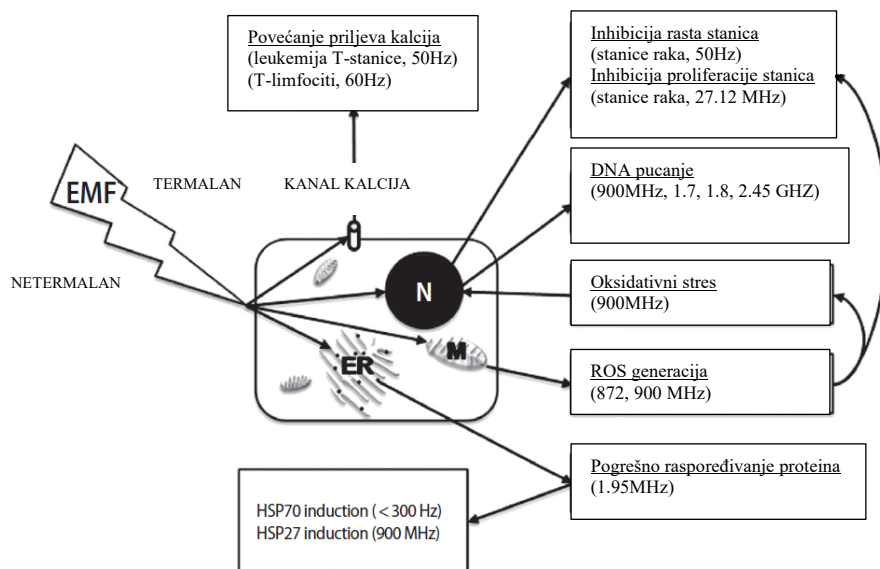 Povećanje priljeva kalcija
(leukemija T-stanice, 50Hz)
(T-limfociti, 60Hz)
Inhibicija rasta stanica
(stanice raka, 50Hz)
Inhibicija proliferacije stanica
(stanice raka, 27.12 MHz)
EMF
TERMALAN
KANAL KALCIJA
DNA pucanje
(900MHz, 1.7, 1.8, 2.45 GHZ)
NETERMALAN
N
Oksidativni stres
(900MHz)
M
ER
ROS generacija
(872, 900 MHz)
Pogrešno raspoređivanje proteina
(1.95MHz)
HSP70 induction (< 300 Hz)
HSP27 induction (900 MHz)